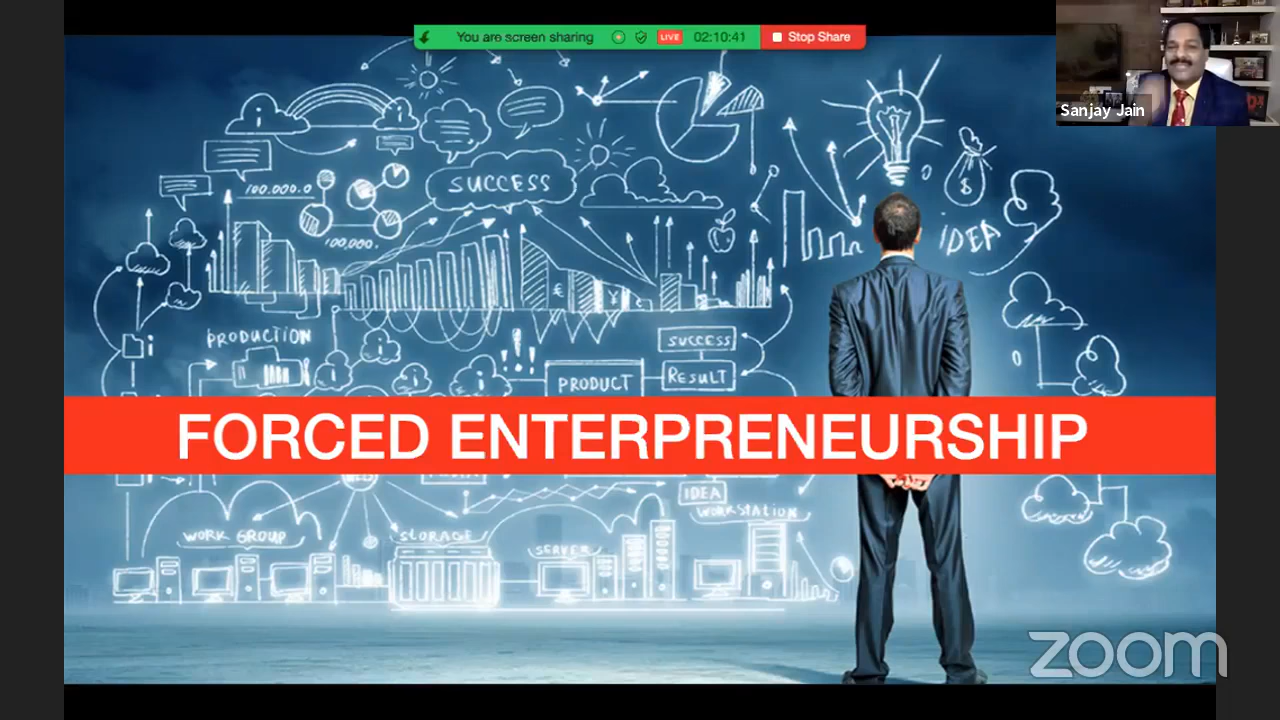 You are screen sharing LIVE 02:10:41 Stop Share
Sanjay Jain
SUCCESS
100.000.0
100,000.
$
iDEA
PRODUCTION
SUCCESS
PRODUCT
RESULT
FORCED ENTERPRENEURSHIP
IDEA
WORKSTATION
WORK GROUP
STORAGE
SERVER
zoom